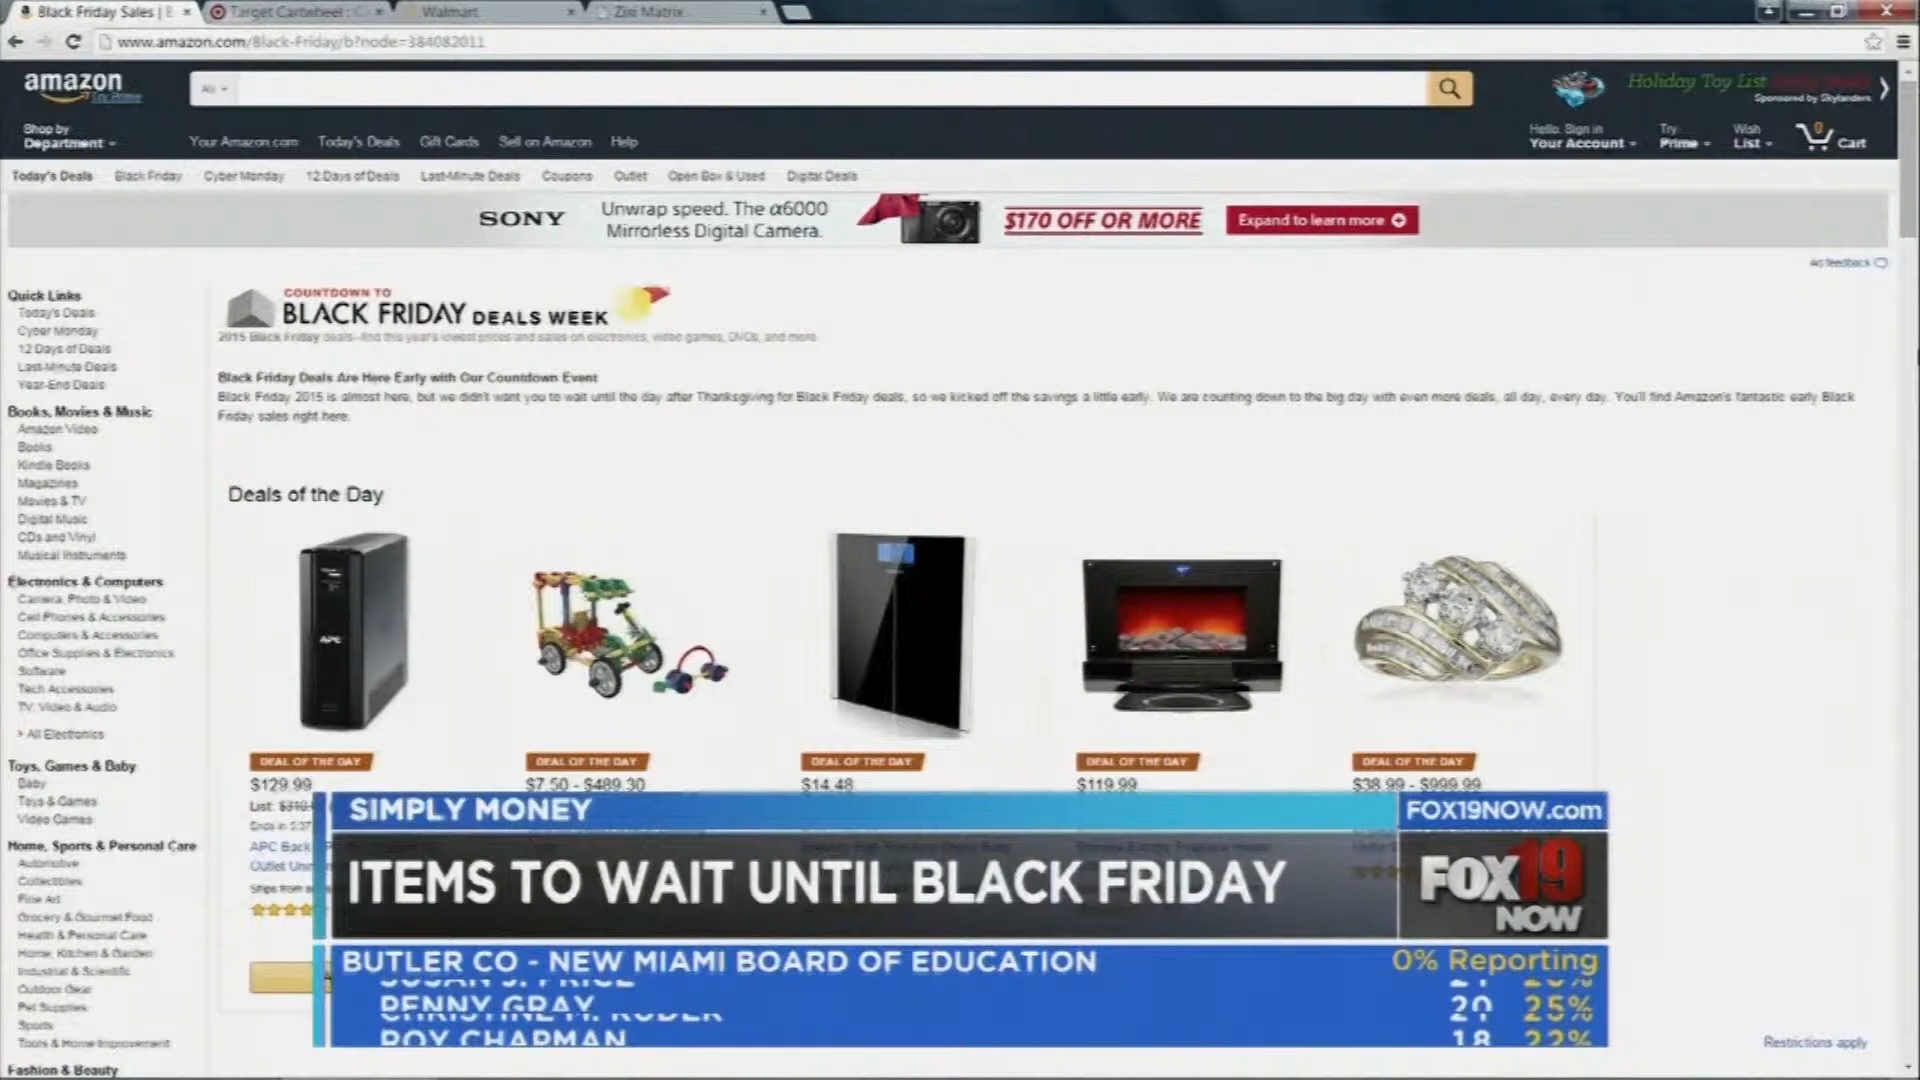 Black Friday Sales | B
Target Cartwheel : C
Walmart
Zixi Matrix
www.amazon.com/Black-Friday/b?node=384082011
amazon
Try Prime
All
Holiday Toy List
Sponsored by Skylanders
Shop by
Department
Your Amazon.com Today's Deals Gift Cards Sell on Amazon Help
Hello. Sign in
Your Account
Try
Prime
Wish
List
0
Cart
Today's Deals Black Friday Cyber Monday 12 Days of Deals Last-Minute Deals Coupons Outlet Open Box & Used Digital Deals
SONY
Unwrap speed. The α6000
Mirrorless Digital Camera.
$170 OFF OR MORE
Expand to learn more
Ad feedback
Quick Links
Today's Deals
Cyber Monday
12 Days of Deals
Last-Minute Deals
Year-End Deals
Books, Movies & Music
Amazon Video
Books
Kindle Books
Magazines
Movies & TV
Digital Music
CDs and Vinyl
Musical Instruments
Electronics & Computers
Camera, Photo & Video
Cell Phones & Accessories
Computers & Accessories
Office Supplies & Electronics
Software
Tech Accessories
TV, Video & Audio
All Electronics
Toys, Games & Baby
Baby
Toys & Games
Video Games
Home, Sports & Personal Care
Automotive
Collectibles
Fine Art
Grocery & Gourmet Food
Health & Personal Care
Home, Kitchen & Garden
Industrial & Scientific
Outdoor Gear
Pet Supplies
Sports
Tools & Home Improvement
Fashion & Beauty
COUNTDOWN TO
BLACK FRIDAY DEALS WEEK
2015 Black Friday deals--find this year's lowest prices and sales on electronics, video games, DVDs, and more
Black Friday Deals Are Here Early with Our Countdown Event
Black Friday 2015 is almost here, but we didn't want you to wait until the day after Thanksgiving for Black Friday deals, so we kicked off the savings a little early. We are counting down to the big day with even more deals, all day, every day. You'll find Amazon's fantastic early Black
Friday sales right here.
Deals of the Day
APC
DEAL OF THE DAY
$129.99
List:
Ends in
APC Back
Outlet
Ships from
DEAL OF THE DAY
$7.50 - $489.30
DEAL OF THE DAY
$14.48
DEAL OF THE DAY
$119.99
DEAL OF THE DAY
$38.99 - $999.99
SIMPLY MONEY
FOX19NOW.com
ITEMS TO WAIT UNTIL BLACK FRIDAY
FOX19
NOW
BUTLER CO - NEW MIAMI BOARD OF EDUCATION
0% Reporting
SUSAN J. PRICE
PENNY GRAY 20 25%
CHRISTINE M. RUDER
ROY CHAPMAN 18 22%
Restrictions apply